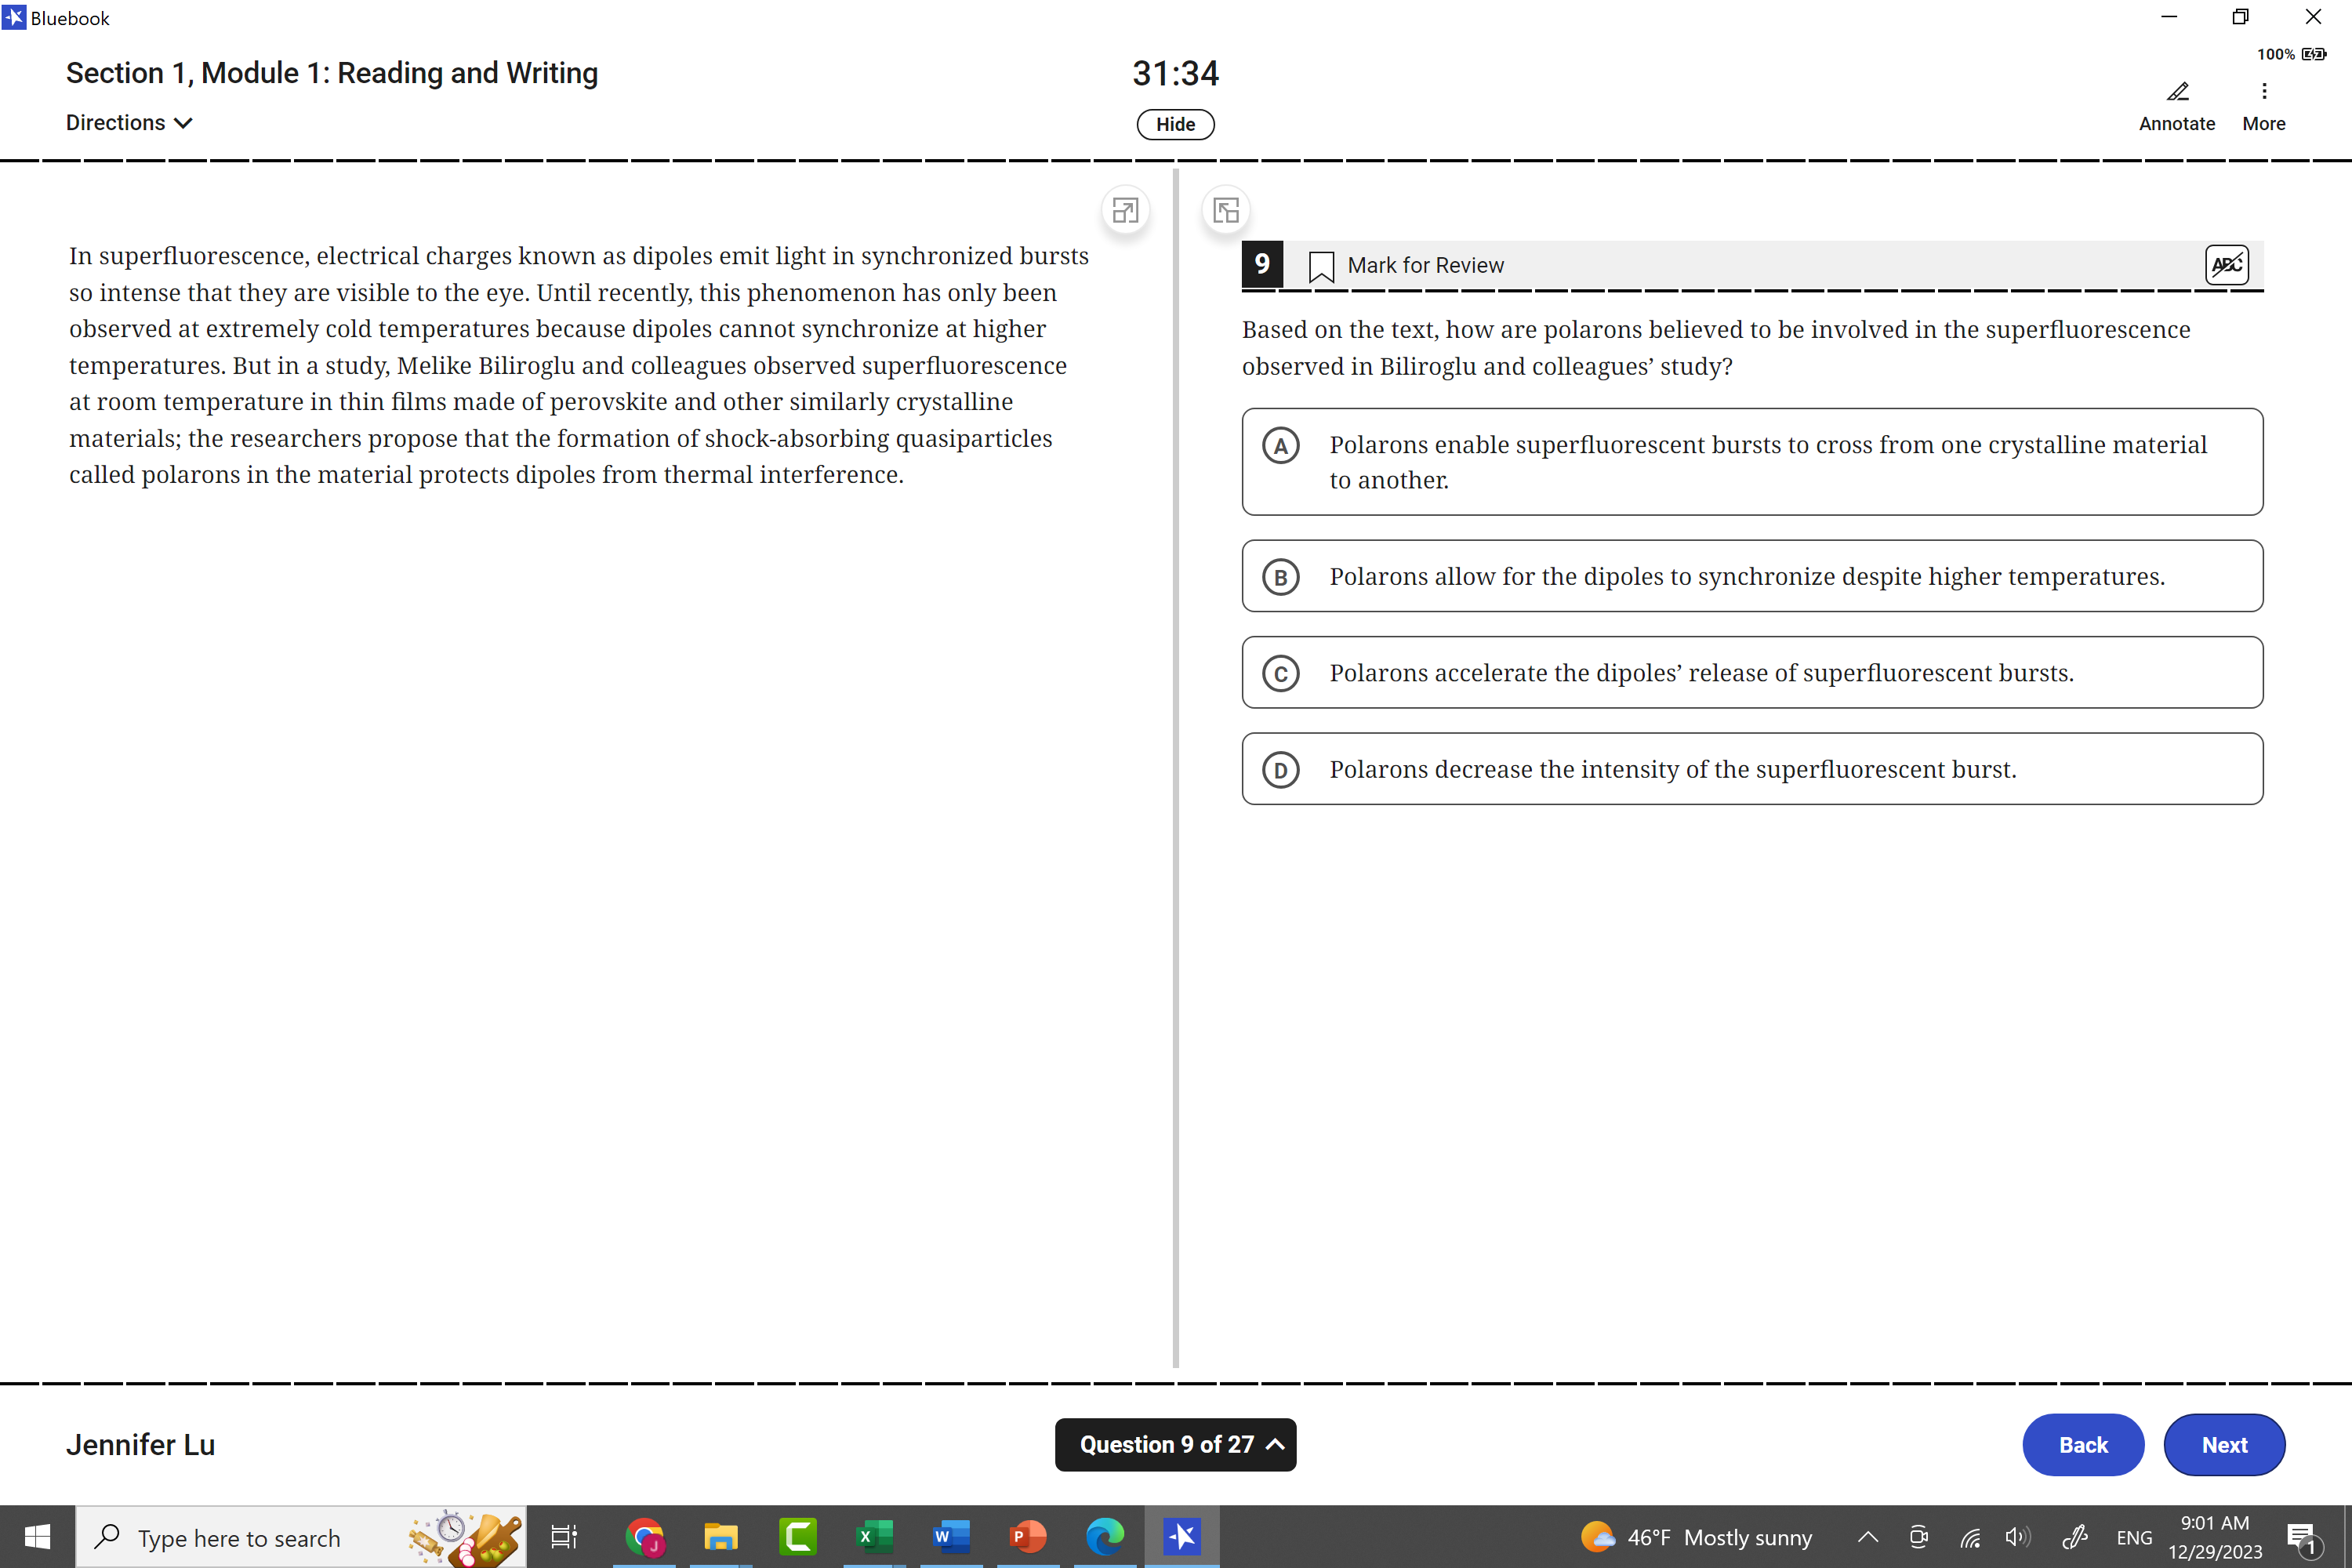 Bluebook
Section 1, Module 1: Reading and Writing
31:34
100%
Directions
Hide
Annotate
More
In superfluorescence, electrical charges known as dipoles emit light in synchronized bursts
so intense that they are visible to the eye. Until recently, this phenomenon has only been
observed at extremely cold temperatures because dipoles cannot synchronize at higher
temperatures. But in a study, Melike Biliroglu and colleagues observed superfluorescence
at room temperature in thin films made of perovskite and other similarly crystalline
materials; the researchers propose that the formation of shock-absorbing quasiparticles
called polarons in the material protects dipoles from thermal interference.
9 Mark for Review ABC
Based on the text, how are polarons believed to be involved in the superfluorescence
observed in Biliroglu and colleagues’ study?
A Polarons enable superfluorescent bursts to cross from one crystalline material
to another.
B Polarons allow for the dipoles to synchronize despite higher temperatures.
C Polarons accelerate the dipoles’ release of superfluorescent bursts.
D Polarons decrease the intensity of the superfluorescent burst.
Jennifer Lu
Question 9 of 27
Back
Next
Type here to search
J
X
W
P
46°F Mostly sunny
ENG
9:01 AM
12/29/2023
1